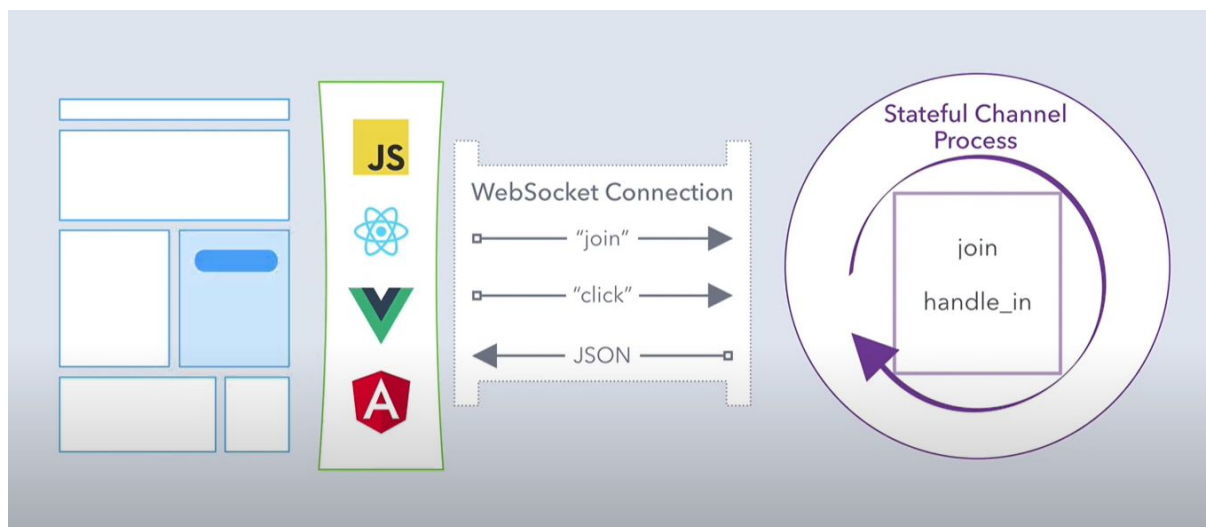 JS
A
WebSocket Connection
“join”
“click”
JSON
Stateful Channel
Process
join
handle_in